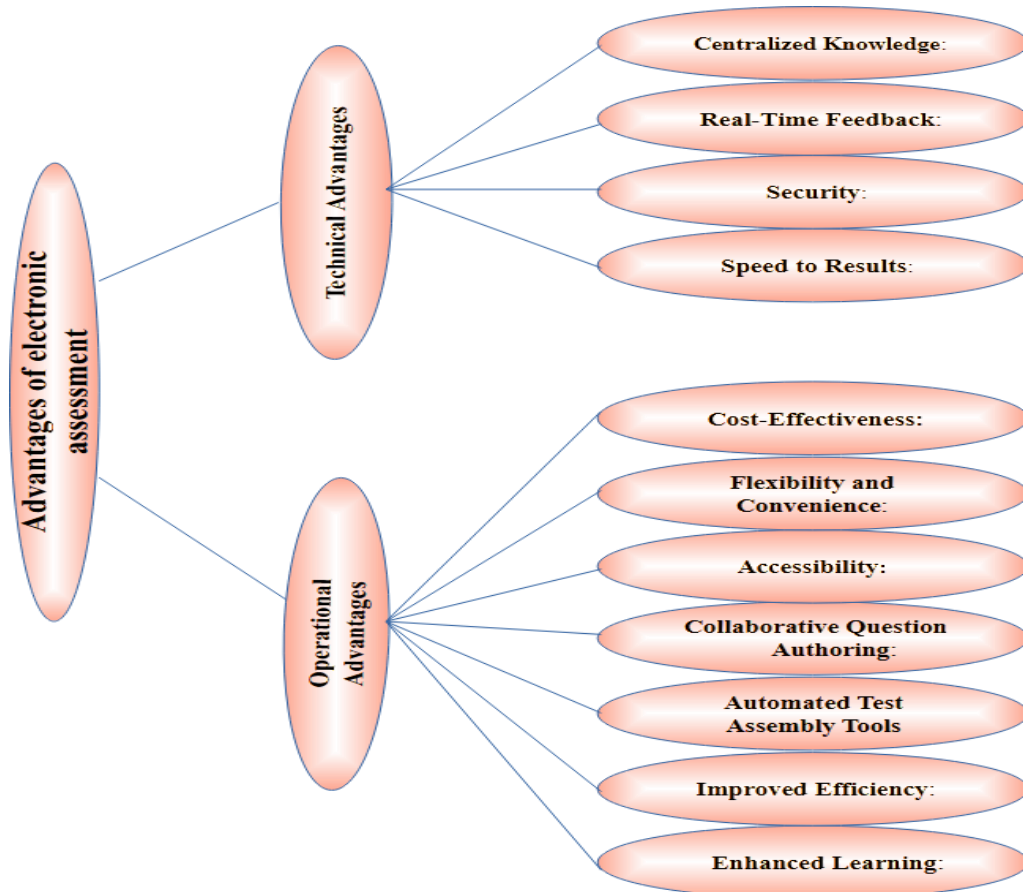 Advantages of electronic
assessment
Technical Advantages
Centralized Knowledge:
Real-Time Feedback:
Security:
Speed to Results:
Operational
Advantages
Cost-Effectiveness:
Flexibility and
Convenience:
Accessibility:
Collaborative Question
Authoring:
Automated Test
Assembly Tools
Improved Efficiency:
Enhanced Learning: